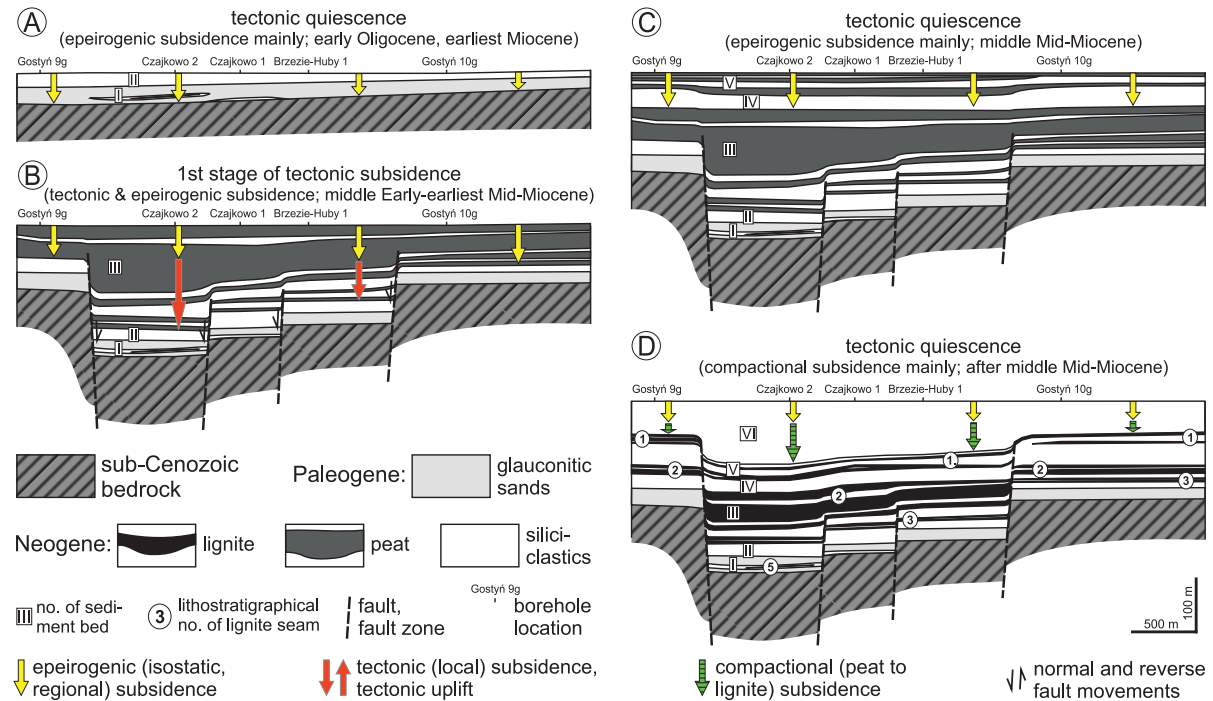 A
tectonic quiescence
(epeirogenic subsidence mainly; early Oligocene, earliest Miocene)
Gostyń 9g Czajkowo 2 Czajkowo 1 Brzezie-Huby 1 Gostyń 10g
II
I
B
1st stage of tectonic subsidence
(tectonic & epeirogenic subsidence; middle Early-earliest Mid-Miocene)
Gostyń 9g Czajkowo 2 Czajkowo 1 Brzezie-Huby 1 Gostyń 10g
III
II
I
C
tectonic quiescence
(epeirogenic subsidence mainly; middle Mid-Miocene)
Gostyń 9g Czajkowo 2 Czajkowo 1 Brzezie-Huby 1 Gostyń 10g
V
IV
III
II
I
D
tectonic quiescence
(compactional subsidence mainly; after middle Mid-Miocene)
Gostyń 9g Czajkowo 2 Czajkowo 1 Brzezie-Huby 1 Gostyń 10g
VI
1 1
1.
V
2 2
IV
2
3
III
3
II
I
5
100 m
500 m
sub-Cenozoic
bedrock
Paleogene:
glauconitic
sands
Neogene:
lignite
peat
silici-
clastics
III no. of sedi-
ment bed
3 lithostratigraphical
no. of lignite seam
fault,
fault zone
Gostyń 9g
borehole
location
epeirogenic (isostatic,
regional) subsidence
tectonic (local) subsidence,
tectonic uplift
compactional (peat to
lignite) subsidence
normal and reverse
fault movements